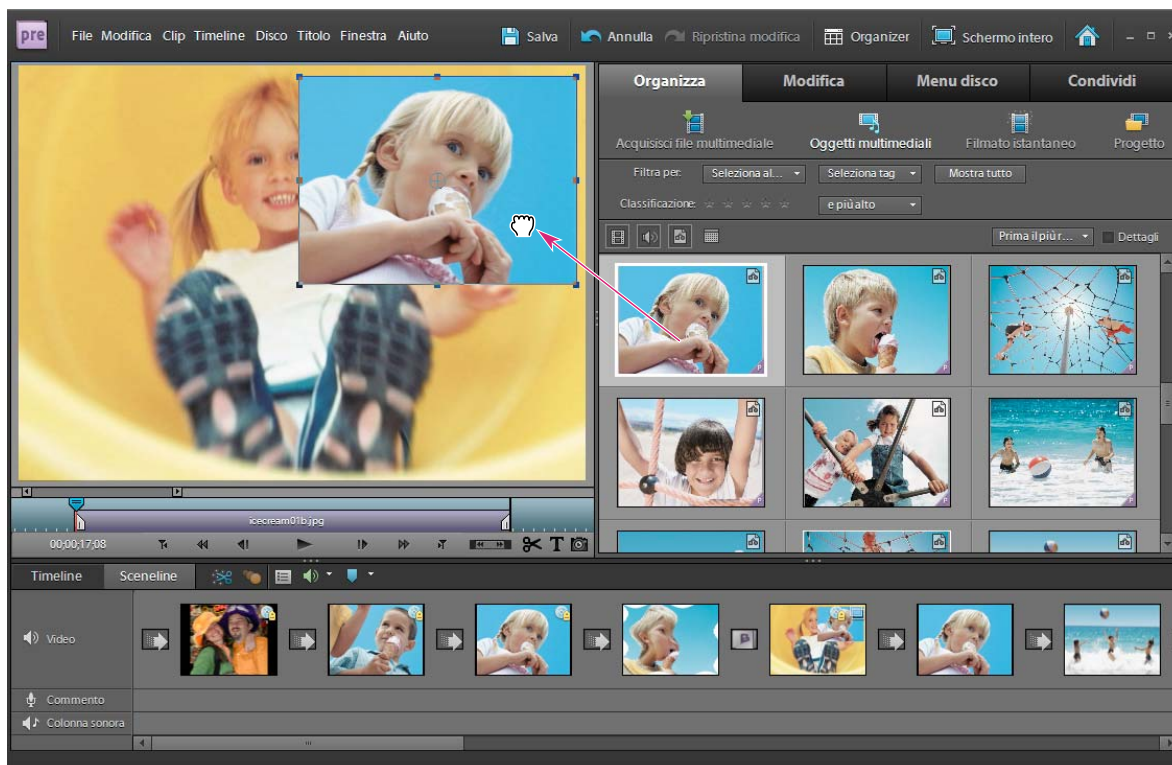 pre File Modifica Clip Timeline Disco Titolo Finestra Aiuto Salva Annulla Ripristina modifica Organizer Schermo intero
Organizza Modifica Menu disco Condividi
Acquisisci file multimediale Oggetti multimediali Filmato istantaneo Progetto
Filtra per: Seleziona al... Seleziona tag Mostra tutto
Classificazione: e più alto
Prima il più r... Dettagli
icecream01b.jpg
00;00;17;08
T
Timeline Sceneline
Video
Commento
Colonna sonora